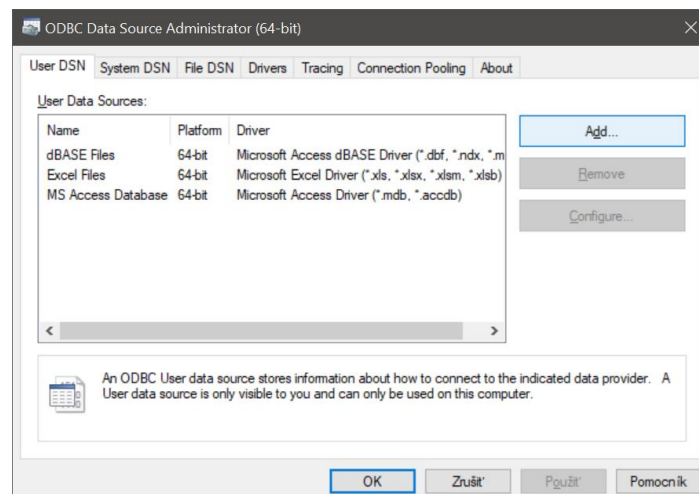 ODBC Data Source Administrator (64-bit)
User DSN System DSN File DSN Drivers Tracing Connection Pooling About
User Data Sources:
Name Platform Driver
dBASE Files 64-bit Microsoft Access dBASE Driver (*.dbf, *.ndx, *.m
Excel Files 64-bit Microsoft Excel Driver (*.xls, *.xlsx, *.xlsm, *.xlsb)
MS Access Database 64-bit Microsoft Access Driver (*.mdb, *.accdb)
Add...
Remove
Configure...
An ODBC User data source stores information about how to connect to the indicated data provider. A
User data source is only visible to you and can only be used on this computer.
OK Zrušiť Použiť Pomocník